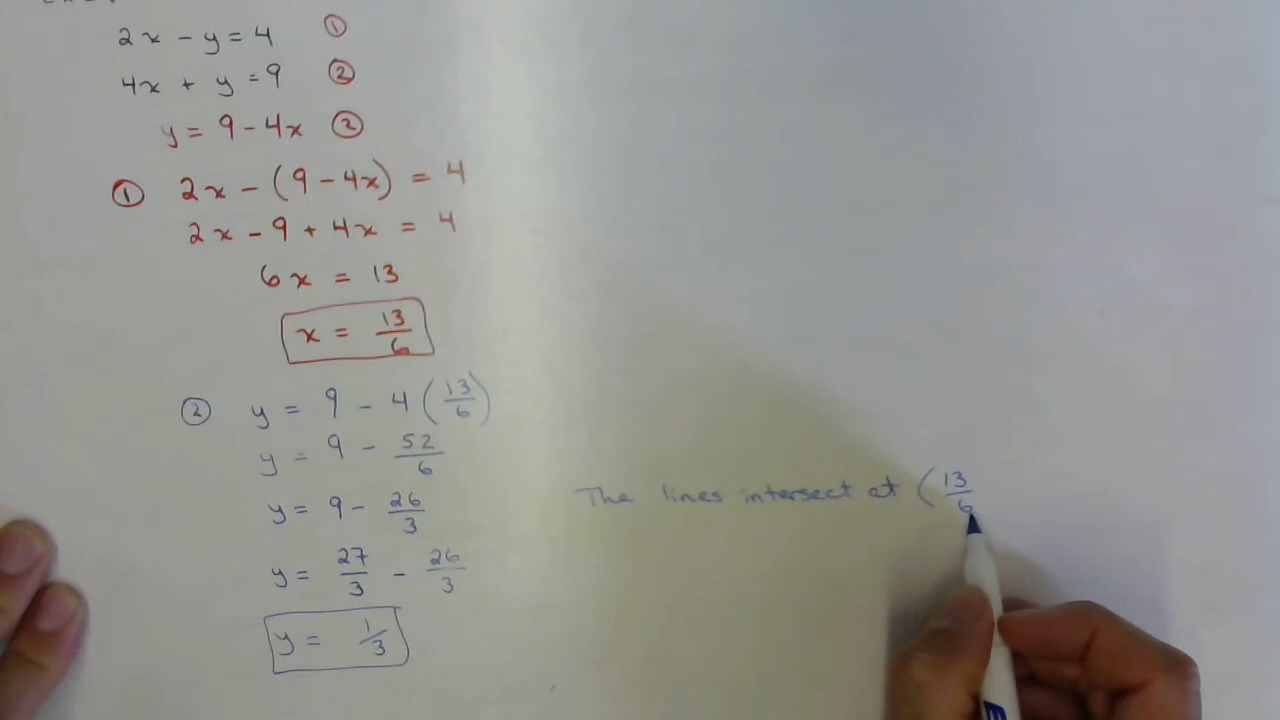 2x - y = 4 ①
4x + y = 9 ②
y = 9 - 4x ②
① 2x - (9 - 4x) = 4
2x - 9 + 4x = 4
6x = 13
x = 13/6
② y = 9 - 4(13/6)
y = 9 - 52/6
y = 9 - 26/3
y = 27/3 - 26/3
y = 1/3
The lines intersect at (13/6